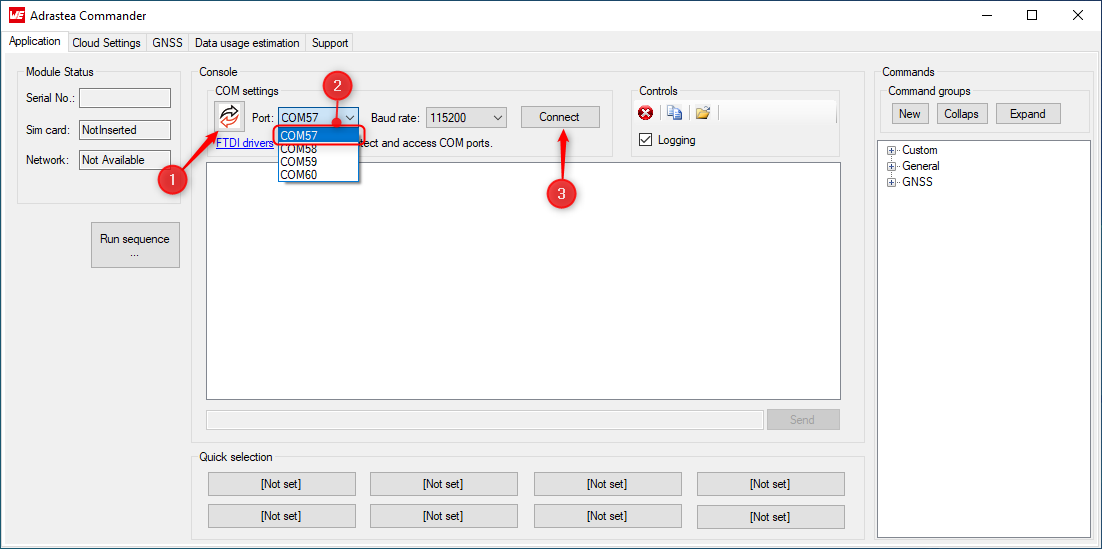 WE Adrastea Commander
Application Cloud Settings GNSS Data usage estimation Support
Module Status
Serial No.:
Sim card: NotInserted
Network: Not Available
Run sequence
...
Console
COM settings
Port: COM57
Baud rate: 115200
Connect
FTDI drivers
and access COM ports.
COM57
COM58
COM59
COM60
1
2
3
Controls
Logging
Send
Quick selection
[Not set] [Not set] [Not set] [Not set]
[Not set] [Not set] [Not set] [Not set]
Commands
Command groups
New Collaps Expand
Custom
General
GNSS